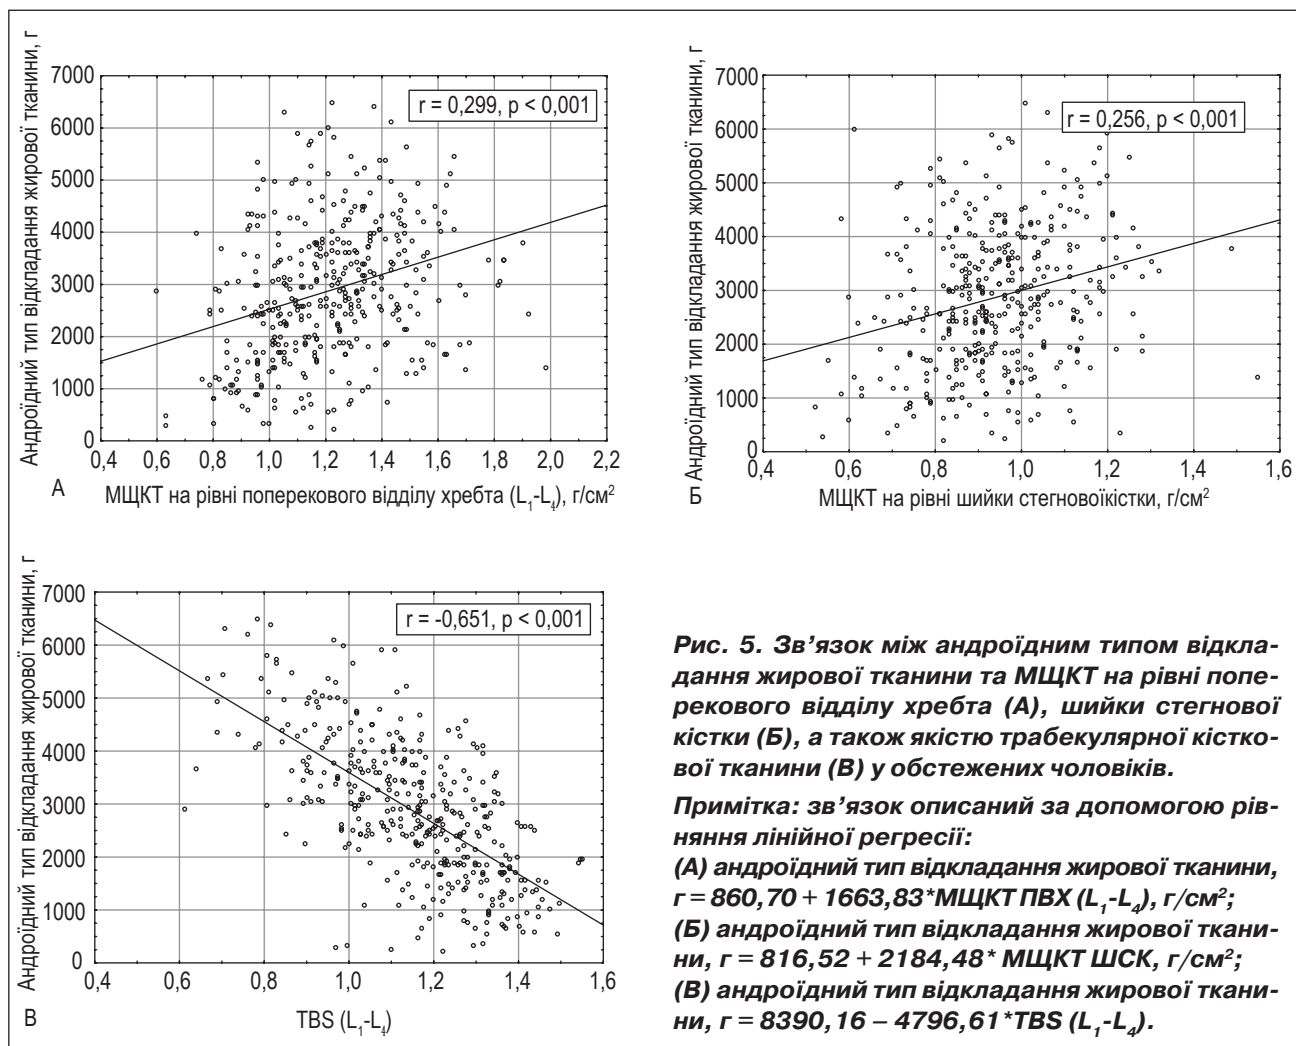 Андроїдний тип відкладання жирової тканини, г
7000
6000
5000
4000
3000
2000
1000
0
r = 0,299, p < 0,001
0,4 0,6 0,8 1,0 1,2 1,4 1,6 1,8 2,0 2,2
А
МЩКТ на рівні поперекового відділу хребта (L₁-L₄), г/см²
Андроїдний тип відкладання жирової тканини, г
7000
6000
5000
4000
3000
2000
1000
0
r = 0,256, p < 0,001
0,4 0,6 0,8 1,0 1,2 1,4 1,6
Б
МЩКТ на рівні шийки стегновоїкістки, г/см²
Андроїдний тип відкладання жирової тканини, г
7000
6000
5000
4000
3000
2000
1000
0
r = -0,651, p < 0,001
0,4 0,6 0,8 1,0 1,2 1,4 1,6
В
TBS (L₁-L₄)
Рис. 5. Зв’язок між андроїдним типом відкла-
дання жирової тканини та МЩКТ на рівні попе-
рекового відділу хребта (А), шийки стегнової
кістки (Б), а також якістю трабекулярної кістко-
вої тканини (В) у обстежених чоловіків.
Примітка: зв’язок описаний за допомогою рів-
няння лінійної регресії:
(А) андроїдний тип відкладання жирової тканини,
г = 860,70 + 1663,83*МЩКТ ПВХ (L₁-L₄), г/см²;
(Б) андроїдний тип відкладання жирової ткани-
ни, г = 816,52 + 2184,48* МЩКТ ШСК, г/см²;
(В) андроїдний тип відкладання жирової ткани-
ни, г = 8390,16 – 4796,61*TBS (L₁-L₄).